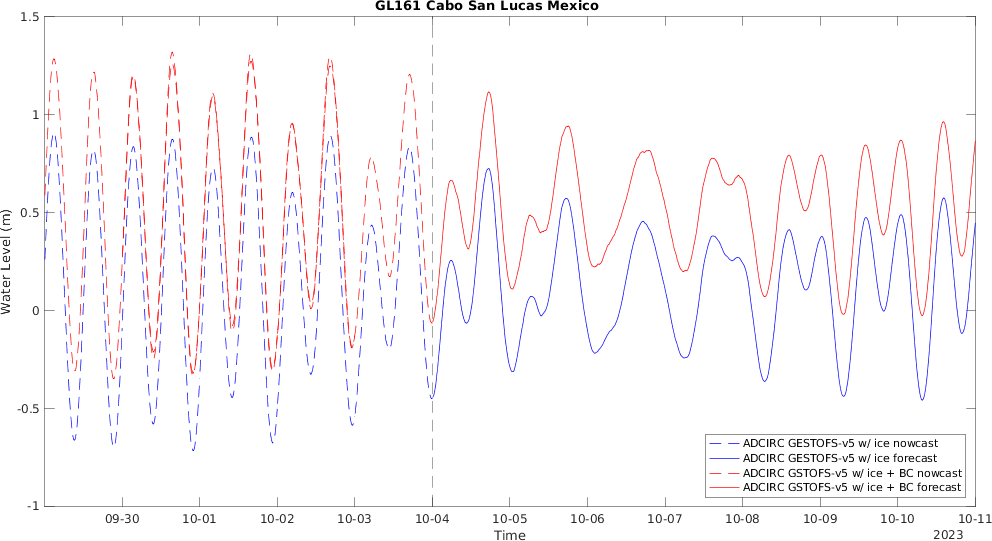 GL161 Cabo San Lucas Mexico
1.5
1
0.5
0
-0.5
-1
Water Level (m)
09-30
10-01
10-02
10-03
10-04
10-05
10-06
10-07
10-08
10-09
10-10
10-11
Time
2023
ADCIRC GESTOFS-v5 w/ ice nowcast
ADCIRC GESTOFS-v5 w/ ice forecast
ADCIRC GSTOFS-v5 w/ ice + BC nowcast
ADCIRC GSTOFS-v5 w/ ice + BC forecast